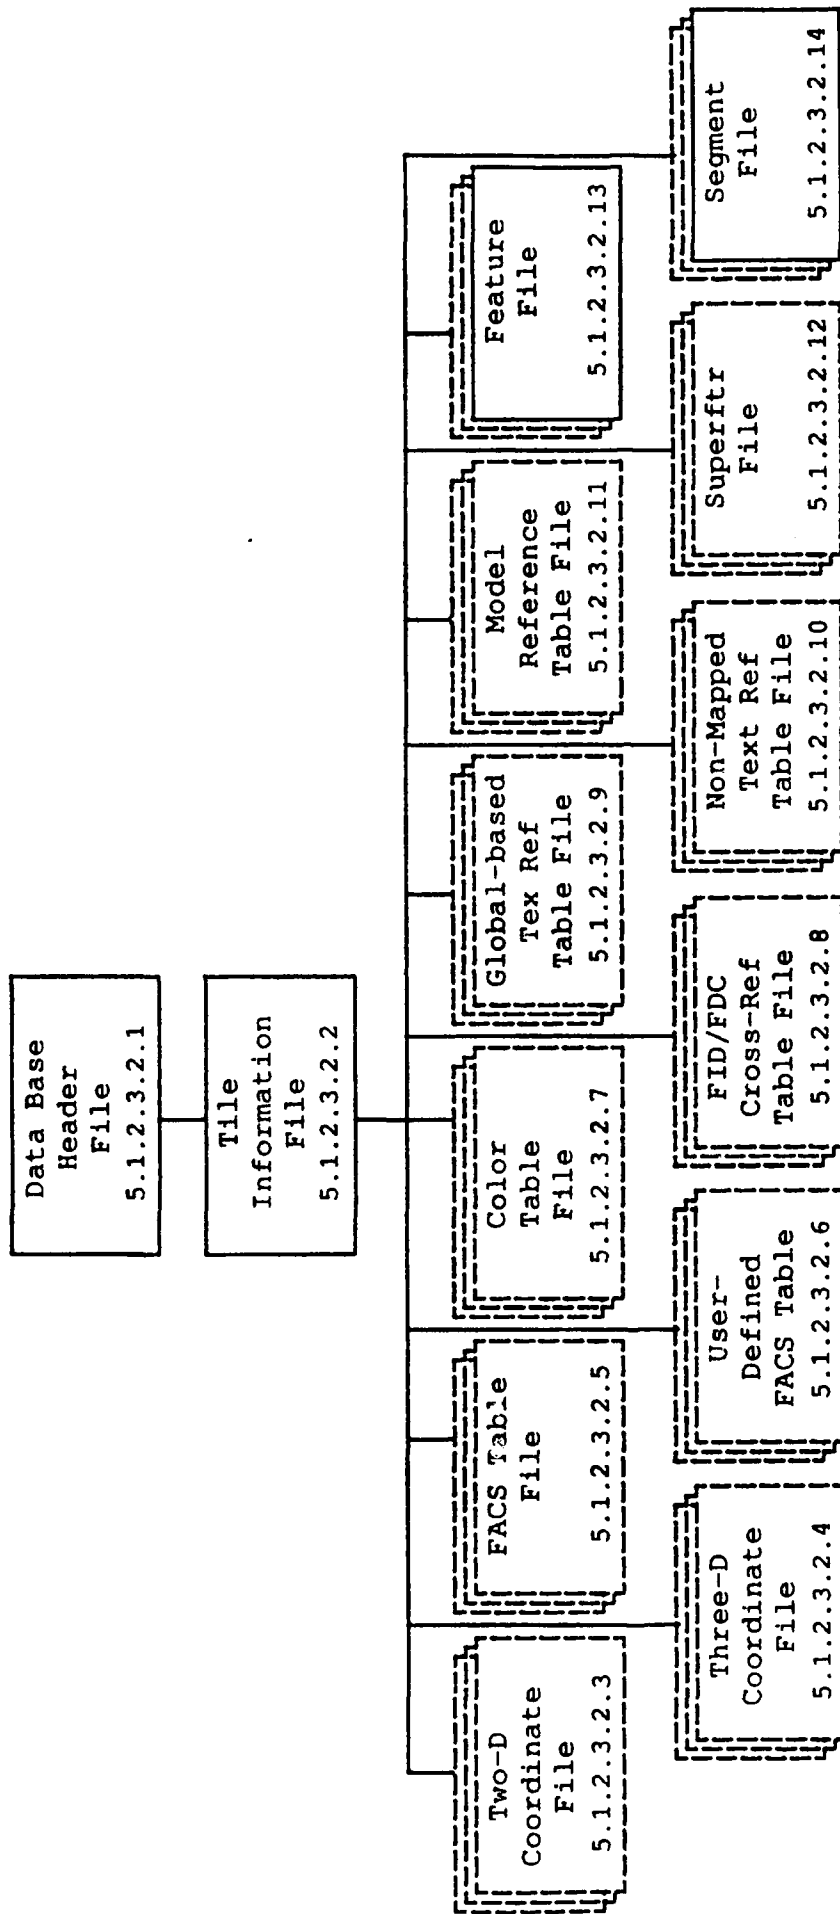 Data Base
Header
File
5.1.2.3.2.1
Tile
Information
File
5.1.2.3.2.2
Two-D
Coordinate
File
5.1.2.3.2.3
FACS Table
File
5.1.2.3.2.5
Color
Table
File
5.1.2.3.2.7
Global-based
Tex Ref
Table File
5.1.2.3.2.9
Model
Reference
Table File
5.1.2.3.2.11
Feature
File
5.1.2.3.2.13
Three-D
Coordinate
File
5.1.2.3.2.4
User-
Defined
FACS Table
5.1.2.3.2.6
FID/FDC
Cross-Ref
Table File
5.1.2.3.2.8
Non-Mapped
Text Ref
Table File
5.1.2.3.2.10
Superftr
File
5.1.2.3.2.12
Segment
File
5.1.2.3.2.14